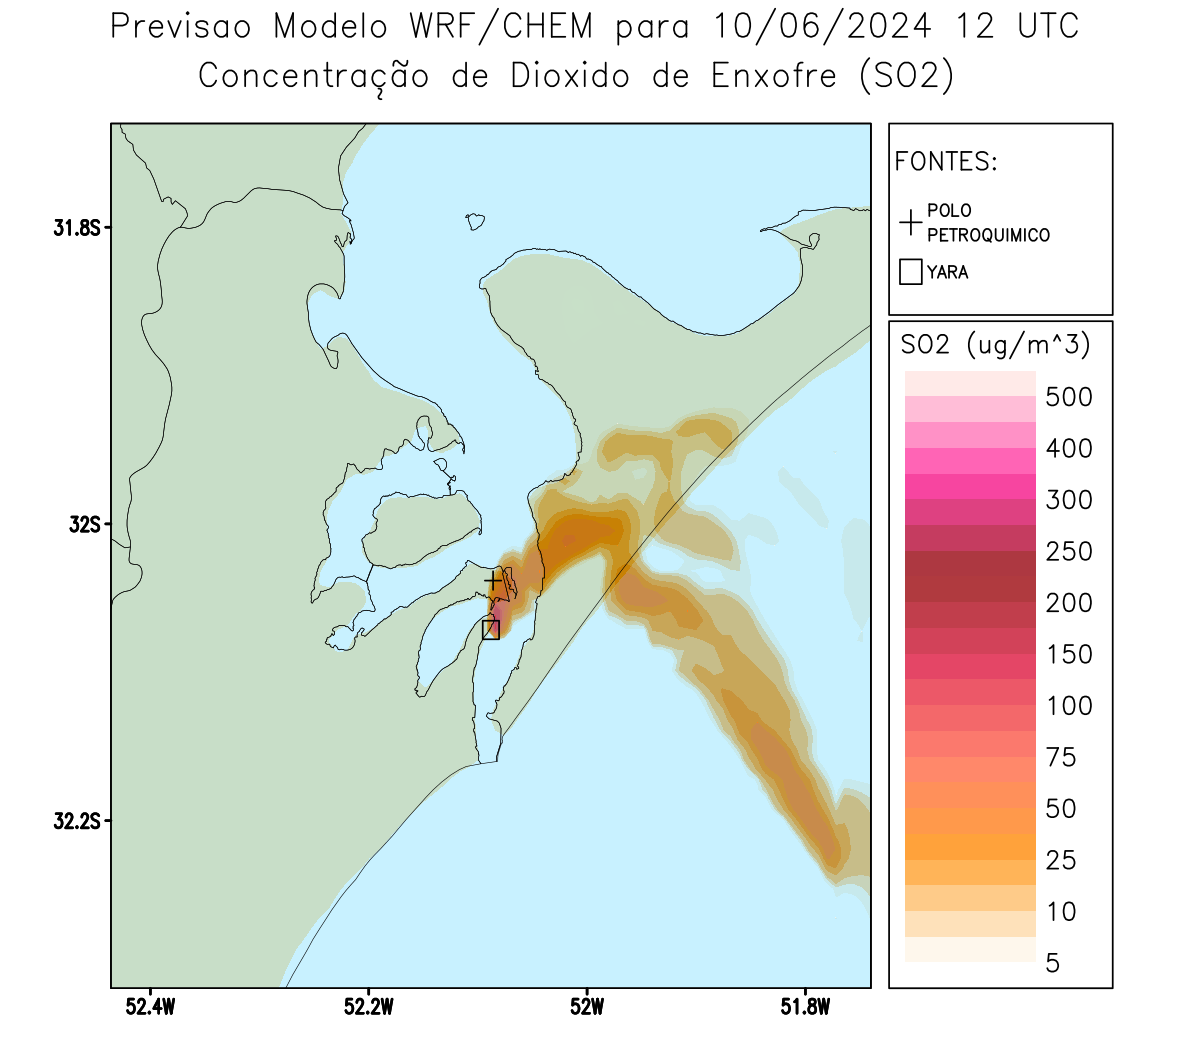 Previsao Modelo WRF/CHEM para 10/06/2024 12 UTC
Concentração de Dioxido de Enxofre (SO2)
FONTES:
POLO
PETROQUIMICO
YARA
SO2 (ug/m^3)
500
400
300
250
200
150
100
75
50
25
10
5
31.8S
32S
32.2S
52.4W
52.2W
52W
51.8W